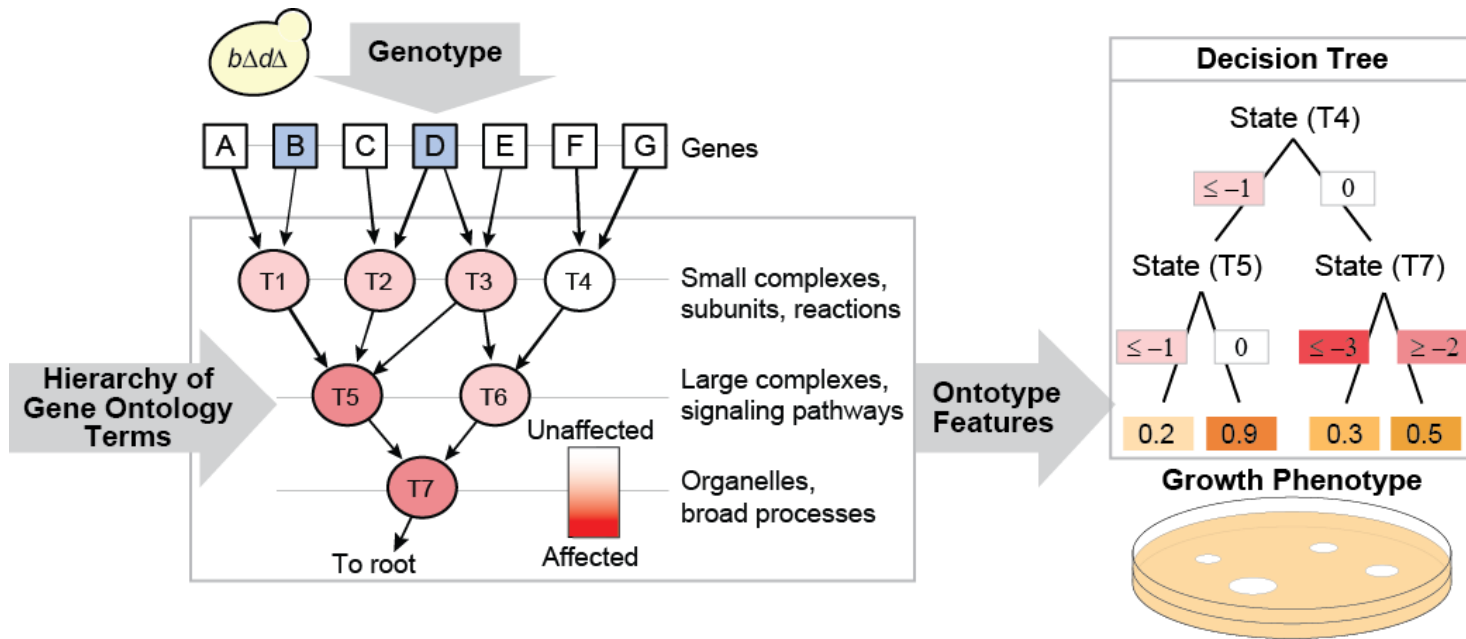 bΔdΔ
Genotype
A B C D E F G
Genes
T1 T2 T3 T4
Small complexes,
subunits, reactions
Hierarchy of
Gene Ontology
Terms
T5 T6
Large complexes,
signaling pathways
Unaffected
T7
Organelles,
broad processes
Affected
To root
Ontotype
Features
Decision Tree
State (T4)
≤ −1 0
State (T5) State (T7)
≤ −1 0 ≤ −3 ≥ −2
0.2 0.9 0.3 0.5
Growth Phenotype